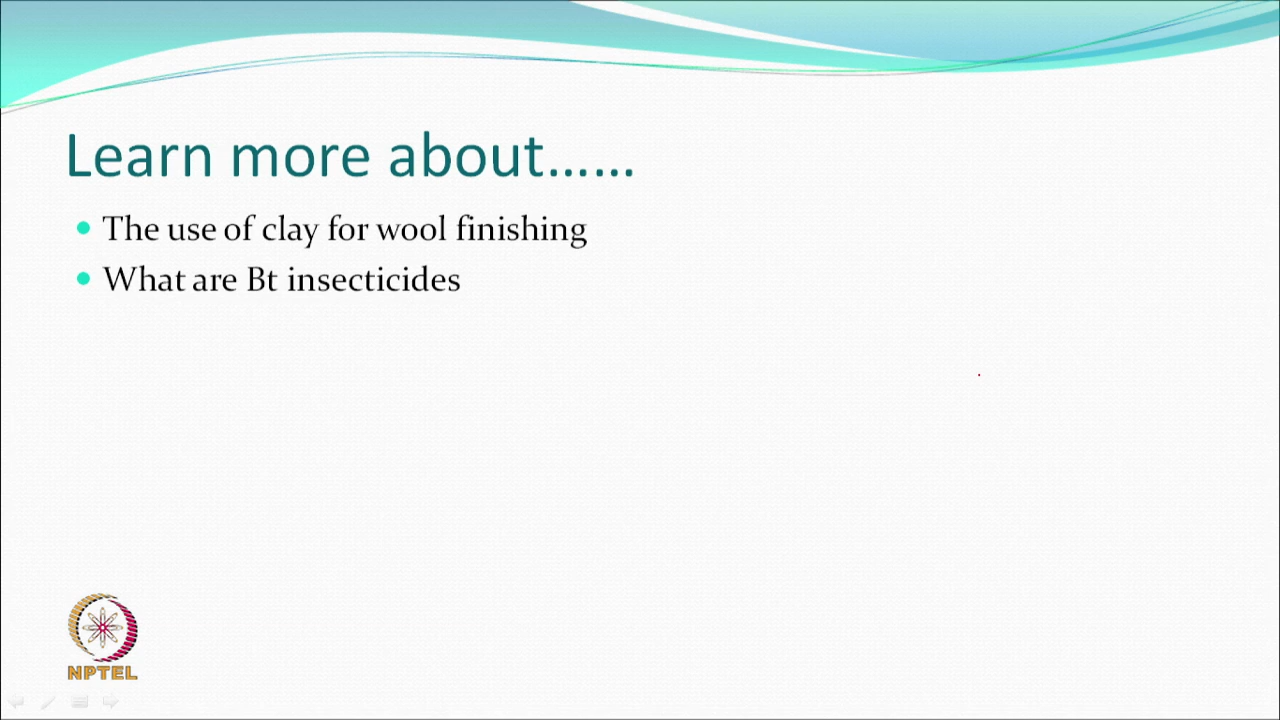 Learn more about……
The use of clay for wool finishing
What are Bt insecticides
NPTEL